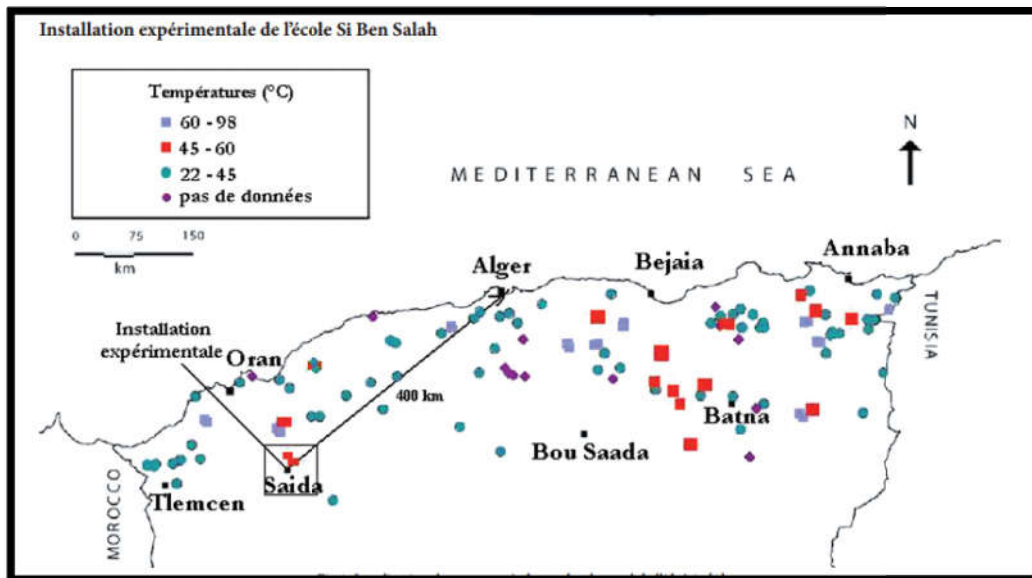 Installation expérimentale de l'école Si Ben Salah
Températures (°C)
60 - 98
45 - 60
22 - 45
pas de données
0 75 150
km
N
MEDITERRANEAN SEA
Alger
Bejaia
Annaba
TUNISIA
Installation
expérimentale
Oran
400 km
Batna
Bou Saada
Saida
Tlemcen
MOROCCO